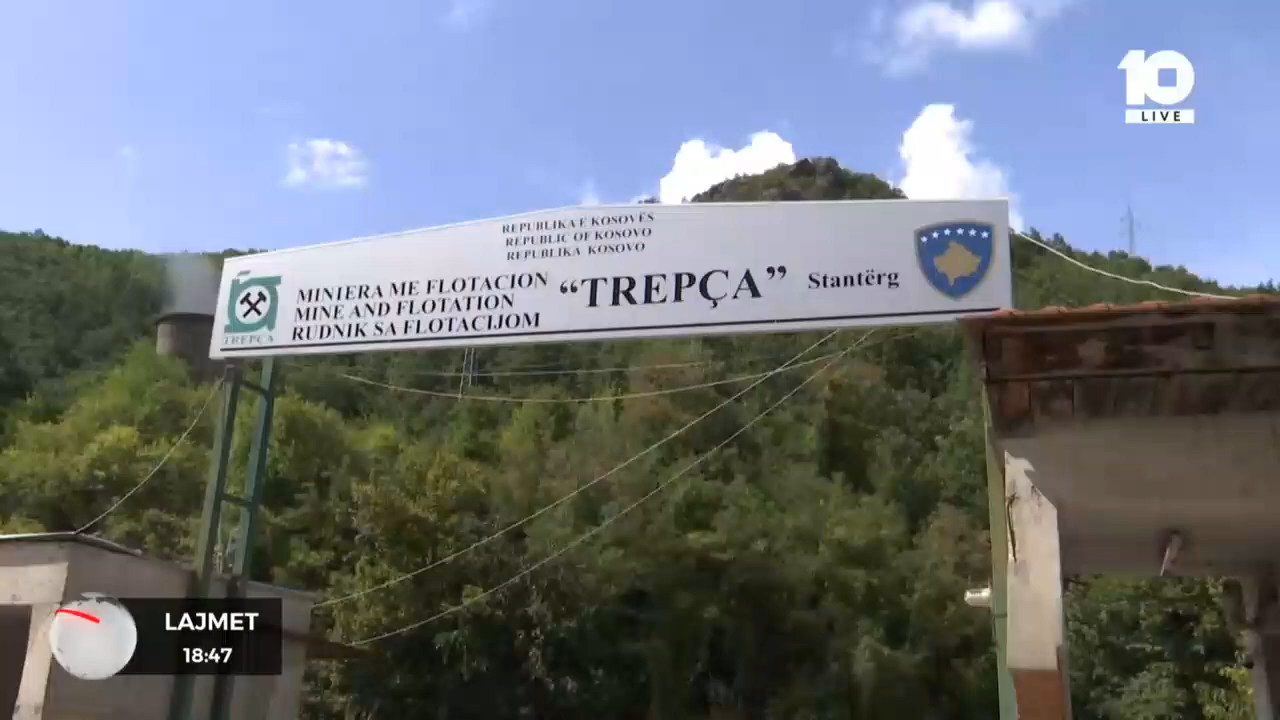 10
LIVE
REPUBLIKA E KOSOVËS
REPUBLIC OF KOSOVO
REPUBLIKA KOSOVO
TREPÇA
MINIERA ME FLOTACION
MINE AND FLOTATION
RUDNIK SA FLOTACIJOM
“TREPÇA” Stantërg
LAJMET
18:47